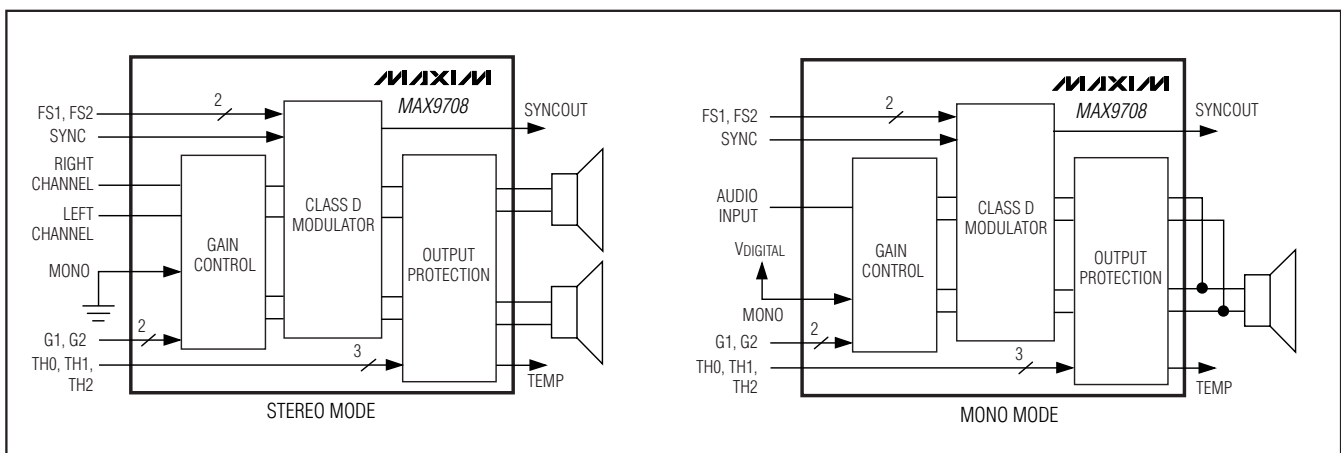 MAXIM
MAX9708
FS1, FS2
2
SYNCOUT
SYNC
RIGHT
CHANNEL
LEFT
CHANNEL
CLASS D
MODULATOR
GAIN
CONTROL
OUTPUT
PROTECTION
MONO
G1, G2
2
3
TH0, TH1,
TH2
TEMP
STEREO MODE
MAXIM
MAX9708
FS1, FS2
2
SYNCOUT
SYNC
AUDIO
INPUT
CLASS D
MODULATOR
VDIGITAL
GAIN
CONTROL
OUTPUT
PROTECTION
MONO
G1, G2
2
3
TH0, TH1,
TH2
TEMP
MONO MODE